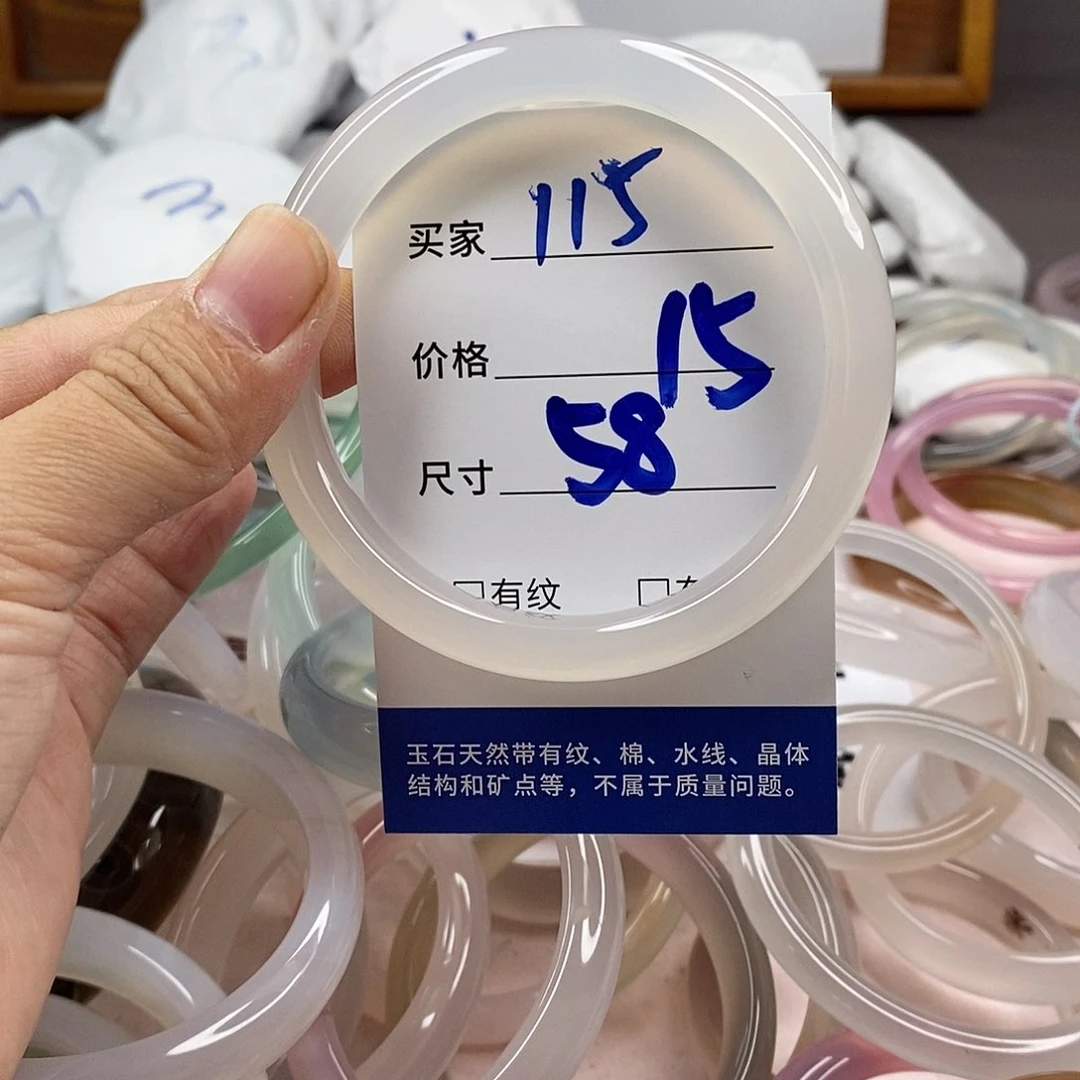 买家 115
价格 15
尺寸 58
□有纹 □
玉石天然带有纹、棉、水线、晶体
结构和矿点等，不属于质量问题。